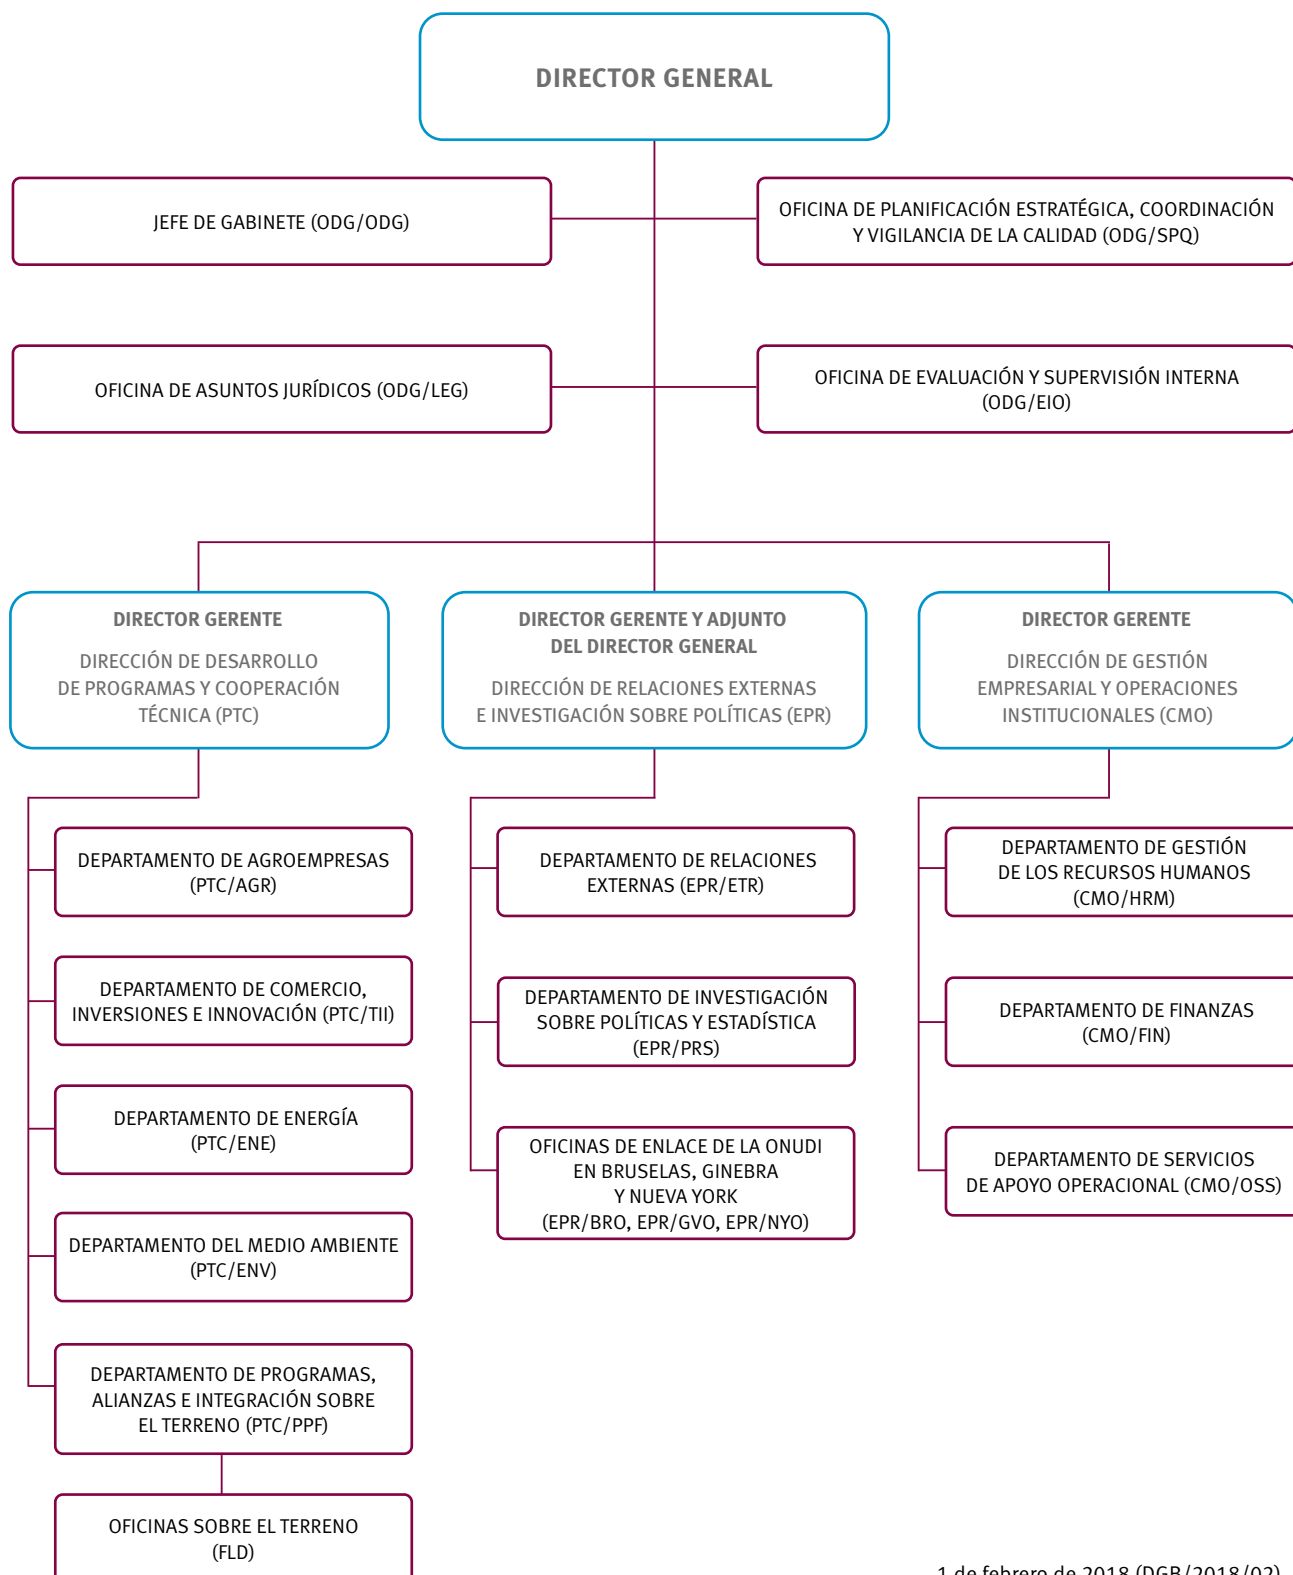 DIRECTOR GENERAL
JEFE DE GABINETE (ODG/ODG)
OFICINA DE PLANIFICACIÓN ESTRATÉGICA, COORDINACIÓN
Y VIGILANCIA DE LA CALIDAD (ODG/SPQ)
OFICINA DE ASUNTOS JURÍDICOS (ODG/LEG)
OFICINA DE EVALUACIÓN Y SUPERVISIÓN INTERNA
(ODG/EIO)
DIRECTOR GERENTE
DIRECCIÓN DE DESARROLLO
DE PROGRAMAS Y COOPERACIÓN
TÉCNICA (PTC)
DIRECTOR GERENTE Y ADJUNTO
DEL DIRECTOR GENERAL
DIRECCIÓN DE RELACIONES EXTERNAS
E INVESTIGACIÓN SOBRE POLÍTICAS (EPR)
DIRECTOR GERENTE
DIRECCIÓN DE GESTIÓN
EMPRESARIAL Y OPERACIONES
INSTITUCIONALES (CMO)
DEPARTAMENTO DE AGROEMPRESAS
(PTC/AGR)
DEPARTAMENTO DE COMERCIO,
INVERSIONES E INNOVACIÓN (PTC/TII)
DEPARTAMENTO DE ENERGÍA
(PTC/ENE)
DEPARTAMENTO DEL MEDIO AMBIENTE
(PTC/ENV)
DEPARTAMENTO DE PROGRAMAS,
ALIANZAS E INTEGRACIÓN SOBRE
EL TERRENO (PTC/PPF)
OFICINAS SOBRE EL TERRENO
(FLD)
DEPARTAMENTO DE RELACIONES
EXTERNAS (EPR/ETR)
DEPARTAMENTO DE INVESTIGACIÓN
SOBRE POLÍTICAS Y ESTADÍSTICA
(EPR/PRS)
OFICINAS DE ENLACE DE LA ONUDI
EN BRUSELAS, GINEBRA
Y NUEVA YORK
(EPR/BRO, EPR/GVO, EPR/NYO)
DEPARTAMENTO DE GESTIÓN
DE LOS RECURSOS HUMANOS
(CMO/HRM)
DEPARTAMENTO DE FINANZAS
(CMO/FIN)
DEPARTAMENTO DE SERVICIOS
DE APOYO OPERACIONAL (CMO/OSS)
1 de febrero de 2018 (DGB/2018/02)